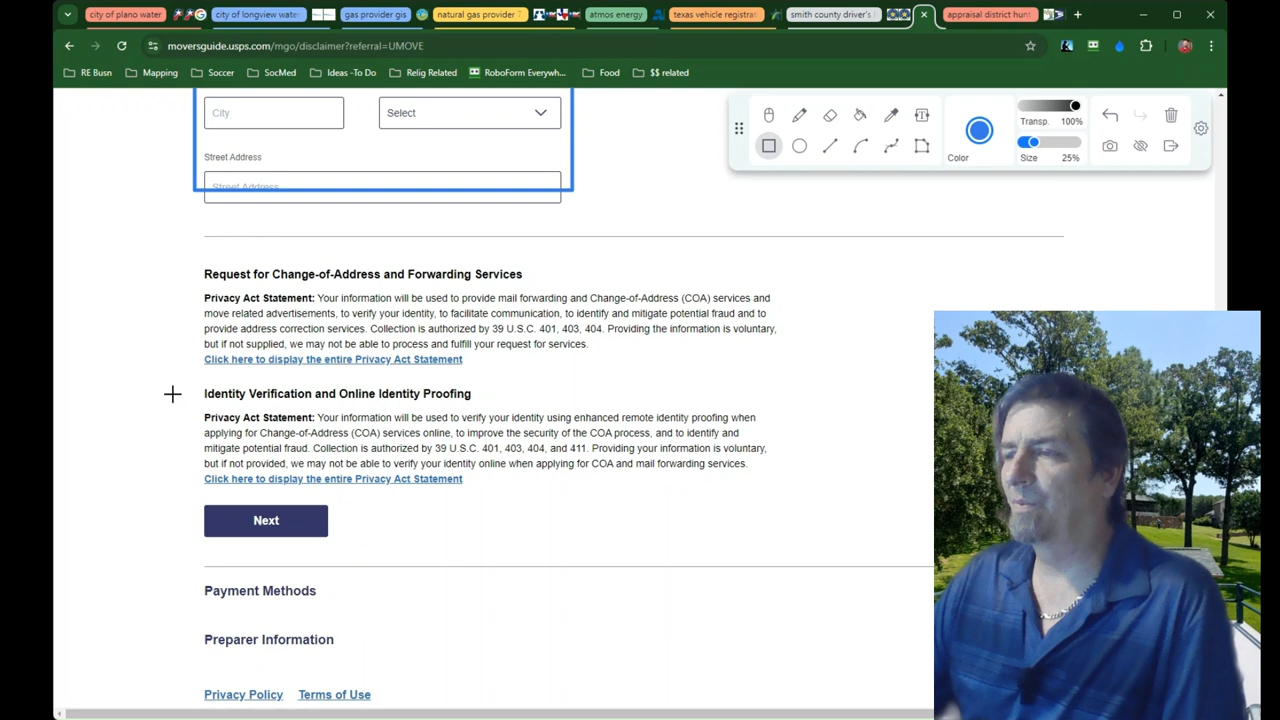 city of plano water
city of longview water
gas provider gis
natural gas provider 7
atmos energy
texas vehicle registrat
smith county driver's l
appraisal district hunt
moversguide.usps.com/mgo/disclaimer?referral=UMOVE
RE Busn
Mapping
Soccer
SocMed
Ideas -To Do
Relig Related
RoboForm Everywh...
Food
$$ related
City
Select
Street Address
Street Address
Color
Transp. 100%
Size 25%
Request for Change-of-Address and Forwarding Services
Privacy Act Statement: Your information will be used to provide mail forwarding and Change-of-Address (COA) services and
move related advertisements, to verify your identity, to facilitate communication, to identify and mitigate potential fraud and to
provide address correction services. Collection is authorized by 39 U.S.C. 401, 403, 404. Providing the information is voluntary,
but if not supplied, we may not be able to process and fulfill your request for services.
Click here to display the entire Privacy Act Statement
Identity Verification and Online Identity Proofing
Privacy Act Statement: Your information will be used to verify your identity using enhanced remote identity proofing when
applying for Change-of-Address (COA) services online, to improve the security of the COA process, and to identify and
mitigate potential fraud. Collection is authorized by 39 U.S.C. 401, 403, 404, and 411. Providing your information is voluntary,
but if not provided, we may not be able to verify your identity online when applying for COA and mail forwarding services.
Click here to display the entire Privacy Act Statement
Next
Payment Methods
Preparer Information
Privacy Policy Terms of Use